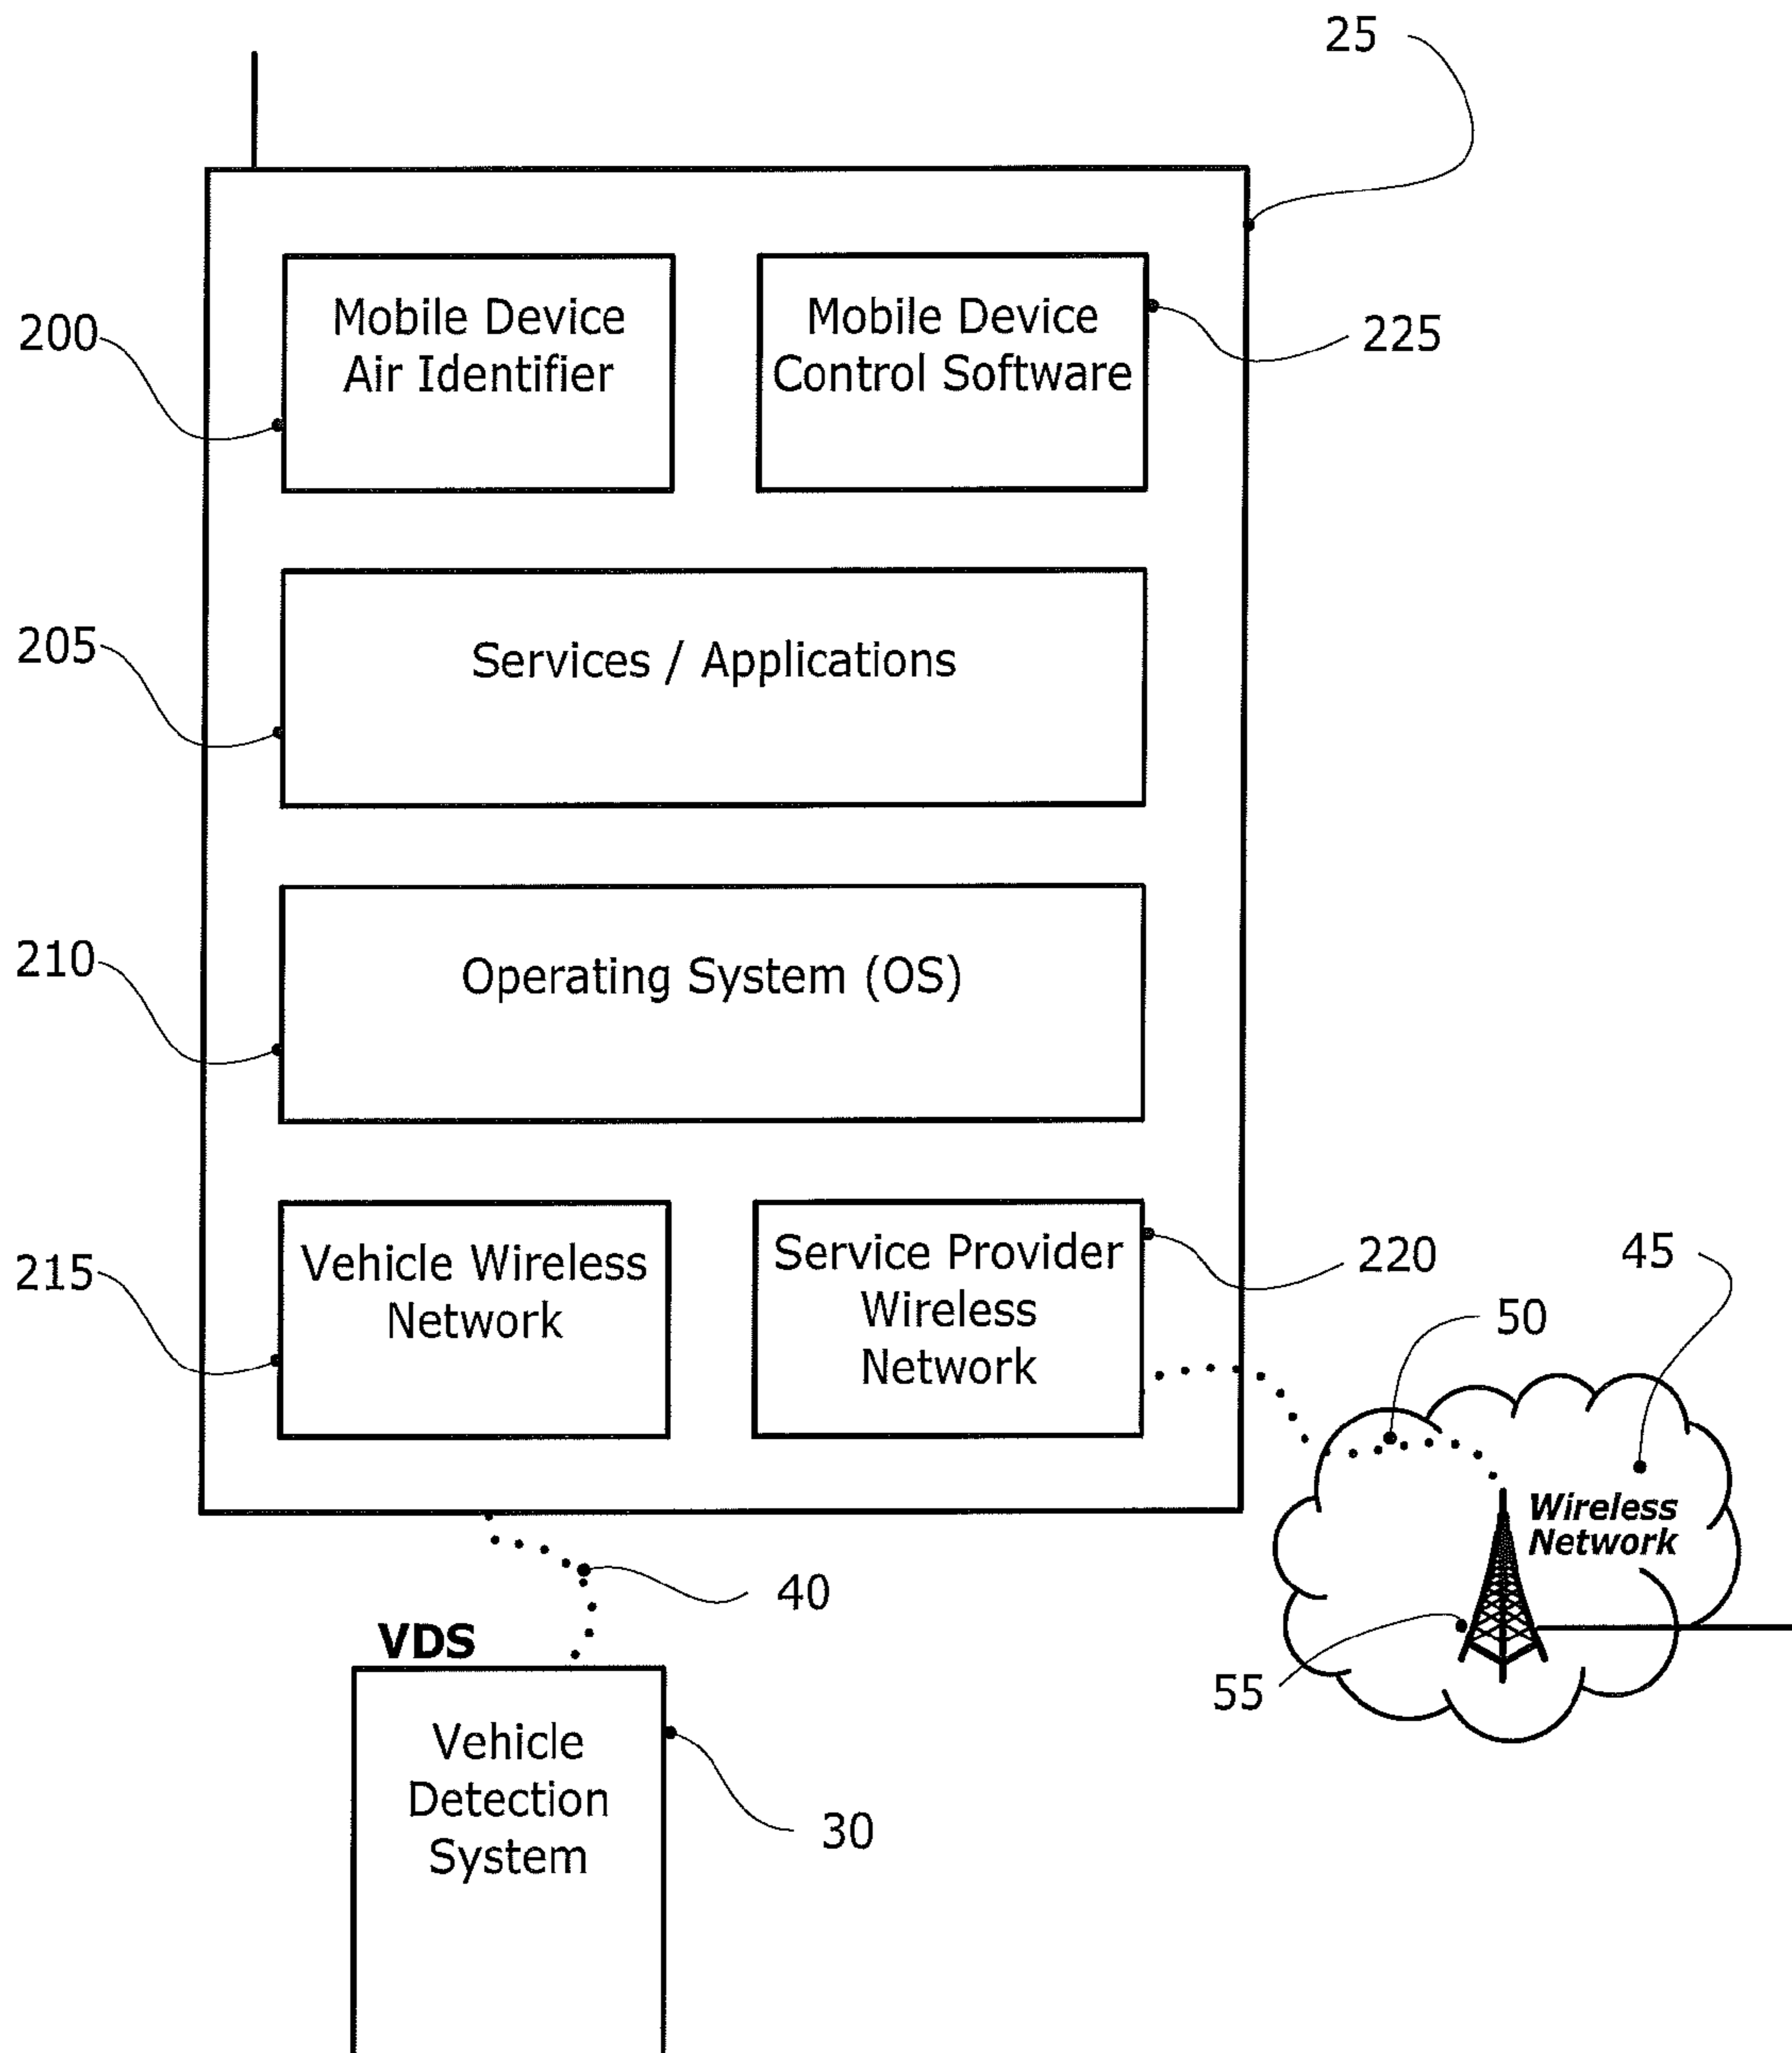 25
200
Mobile Device
Air Identifier
Mobile Device
Control Software
225
205
Services / Applications
210
Operating System (OS)
215
Vehicle Wireless
Network
Service Provider
Wireless
Network
220
45
50
Wireless
Network
40
55
VDS
Vehicle
Detection
System
30